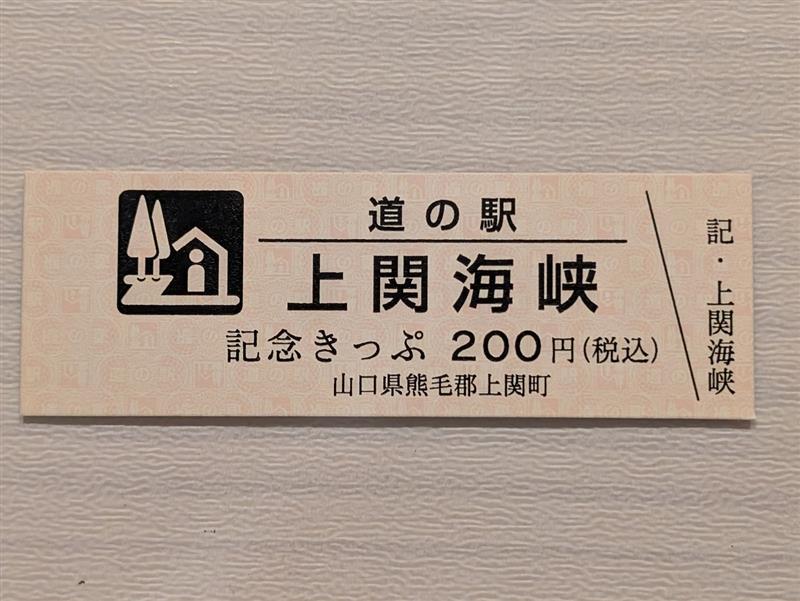 道の駅
上関海峡
記念きっぷ 200円(税込)
山口県熊毛郡上関町
記・上関海峡